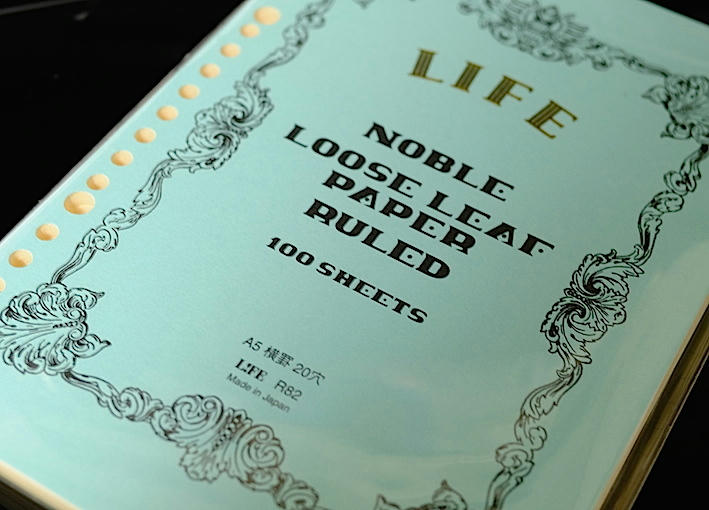 LIFE
NOBLE
LOOSE LEAF
PAPER
RULED
100 SHEETS
A5 横罫 20穴
LIFE R82
Made in Japan